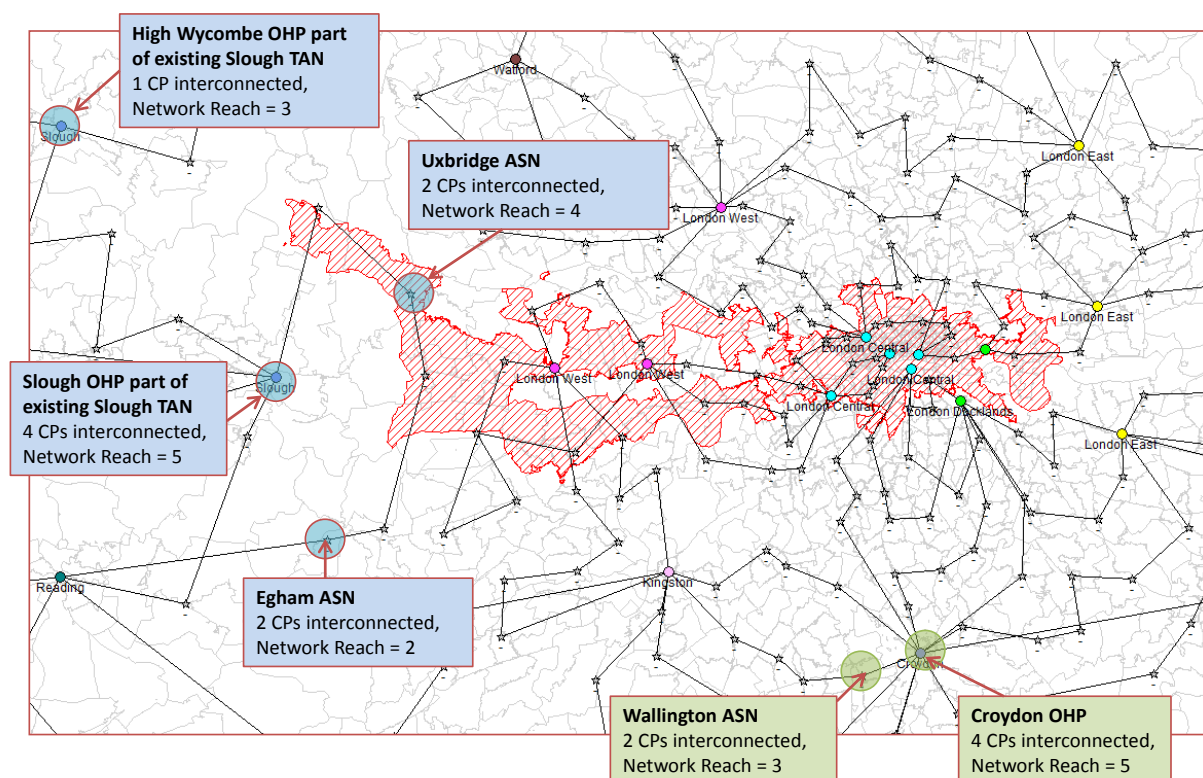 High Wycombe OHP part
of existing Slough TAN
1 CP interconnected,
Network Reach = 3
Watford
Slough
London East
Uxbridge ASN
2 CPs interconnected,
Network Reach = 4
London West
London East
London Central
London West
London West
Slough
London Central
London Central
London Docklands
Slough OHP part of
existing Slough TAN
4 CPs interconnected,
Network Reach = 5
London East
Reading
Kingston
Egham ASN
2 CPs interconnected,
Network Reach = 2
Croydon
Wallington ASN
2 CPs interconnected,
Network Reach = 3
Croydon OHP
4 CPs interconnected,
Network Reach = 5